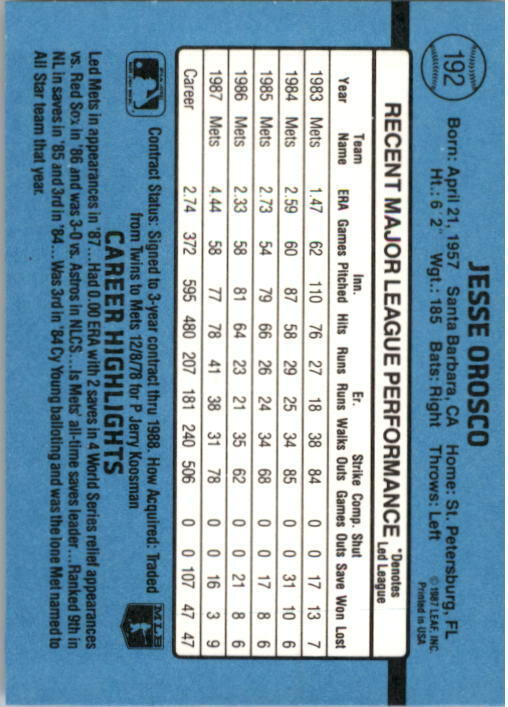 192
JESSE OROSCO
Born: April 21, 1957 Santa Barbara, CA Home: St. Petersburg, FL
Ht.: 6'2" Wgt.: 185 Bats: Right Throws: Left
© 1987 LEAF, INC.
Printed in USA
RECENT MAJOR LEAGUE PERFORMANCE *Denotes Led League
Team Inn. Er. Strike Comp. Shut
Year Name ERA Games Pitched Hits Runs Runs Walks Outs Games Outs Save Won Lost
1983 Mets 1.47 62 110 76 27 18 38 84 0 0 17 13 7
1984 Mets 2.59 60 87 58 29 25 34 85 0 0 31 10 6
1985 Mets 2.73 54 79 66 26 24 34 68 0 0 17 8 6
1986 Mets 2.33 58 81 64 23 21 35 62 0 0 21 8 6
1987 Mets 4.44 58 77 78 41 38 31 78 0 0 16 3 9
Career 2.74 372 595 480 207 181 240 506 0 0 107 47 47
Contract Status: Signed to 3-year contract thru 1988. How Acquired: Traded
from Twins to Mets 12/8/78 for P Jerry Koosman
MLB
CAREER HIGHLIGHTS
Led Mets in appearances in '87...Had 0.00 ERA with 2 saves in 4 World Series relief appearances
vs. Red Sox in '86 and was 3-0 vs. Astros in NLCS...Is Mets' all-time saves leader...Ranked 9th in
NL in saves in '85 and 3rd in '84...Was 3rd in '84 Cy Young balloting and was the lone Met named to
All Star team that year.